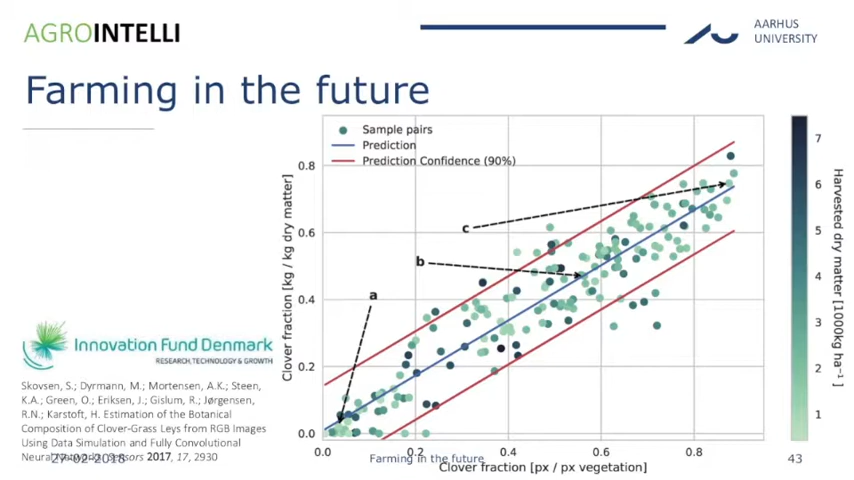 AGROINTELLI
AARHUS
UNIVERSITY
Farming in the future
Sample pairs
Prediction
Prediction Confidence (90%)
Clover fraction [kg / kg dry matter]
0.8
0.6
0.4
0.2
0.0
a
b
c
0.0
0.2
0.4
0.6
0.8
Clover fraction [px / px vegetation]
7
6
5
4
3
2
1
Harvested dry matter [1000kg ha⁻¹]
Innovation Fund Denmark
RESEARCH, TECHNOLOGY & GROWTH
Skovsen, S.; Dyrmann, M.; Mortensen, A.K.; Steen,
K.A.; Green, O.; Eriksen, J.; Gislum, R.; Jørgensen,
R.N.; Karstoft, H. Estimation of the Botanical
Composition of Clover-Grass Leys from RGB Images
Using Data Simulation and Fully Convolutional
Neural Networks. Sensors 2017, 17, 2930
27-02-2018
Farming in the future
43